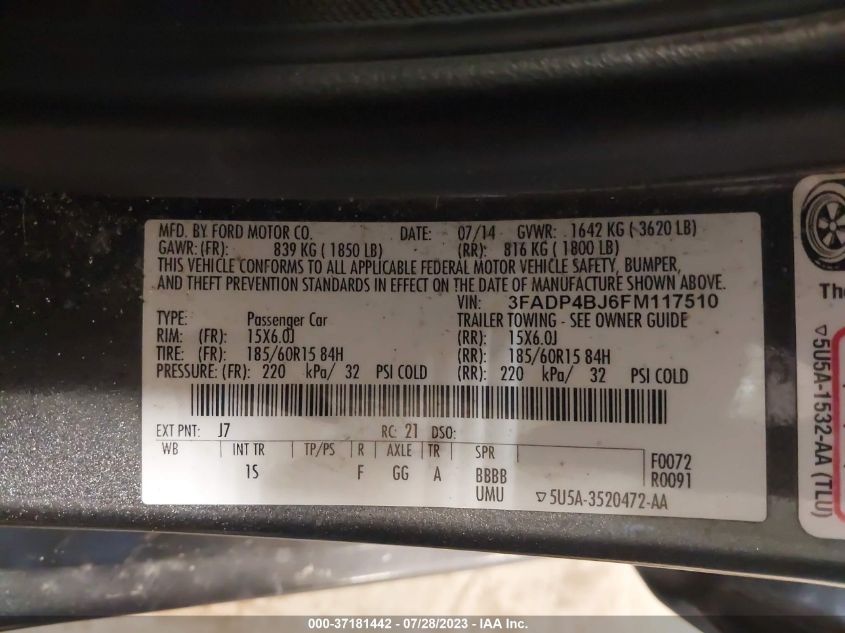 MFD. BY FORD MOTOR CO. DATE: 07/14 GVWR: 1642 KG ( 3620 LB)
GAWR: (FR): 839 KG ( 1850 LB) (RR): 816 KG ( 1800 LB)
THIS VEHICLE CONFORMS TO ALL APPLICABLE FEDERAL MOTOR VEHICLE SAFETY, BUMPER,
AND THEFT PREVENTION STANDARDS IN EFFECT ON THE DATE OF MANUFACTURE SHOWN ABOVE.
VIN: 3FADP4BJ6FM117510
TYPE: Passenger Car TRAILER TOWING - SEE OWNER GUIDE
RIM: (FR): 15X6.0J (RR): 15X6.0J
TIRE: (FR): 185/60R15 84H (RR): 185/60R15 84H
PRESSURE: (FR): 220 kPa/ 32 PSI COLD (RR): 220 kPa/ 32 PSI COLD
EXT PNT: J7 RC: 21 DSO:
WB INT TR TP/PS R AXLE TR SPR
1S F GG A BBBB F0072
UMU R0091
▽5U5A-3520472-AA
The
▽5U5A-1532-AA (TLU)
000-37181442 - 07/28/2023 - IAA Inc.